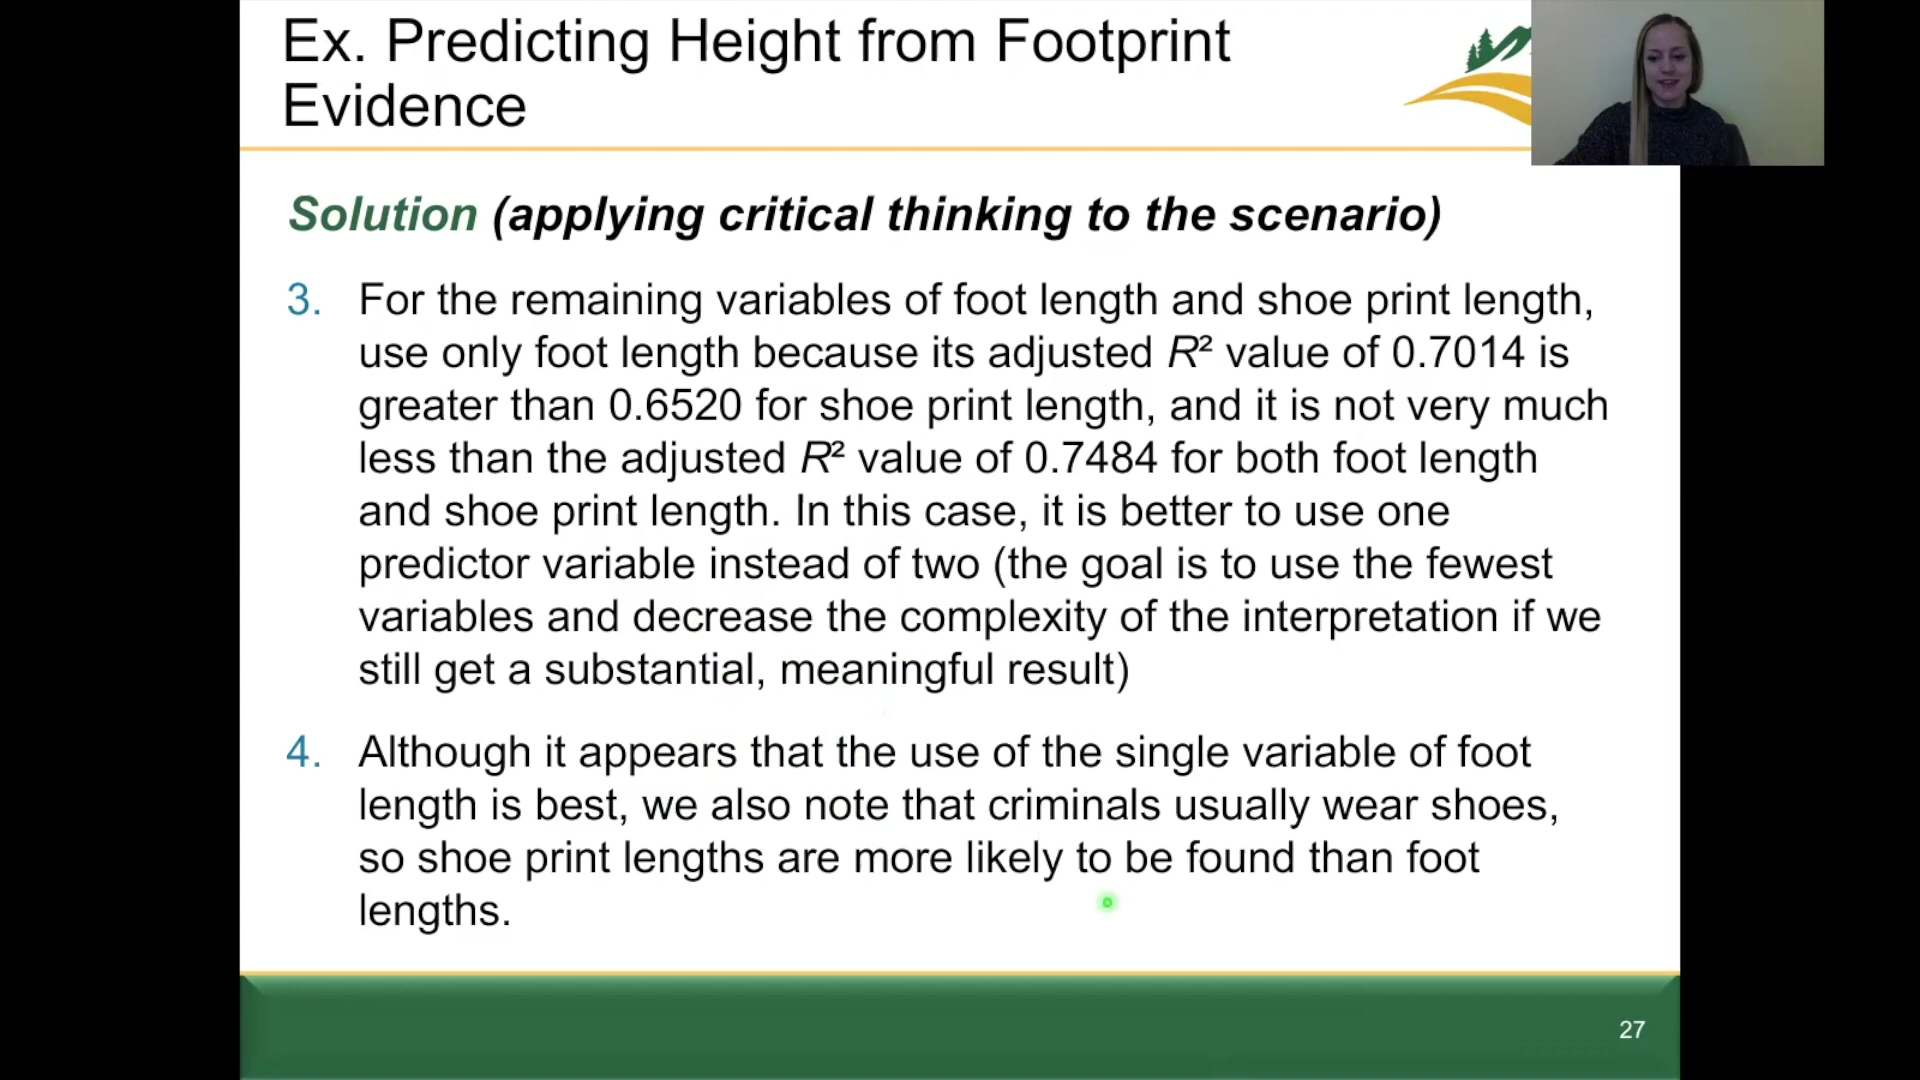 Ex. Predicting Height from Footprint
Evidence
Solution (applying critical thinking to the scenario)
3. For the remaining variables of foot length and shoe print length,
use only foot length because its adjusted R² value of 0.7014 is
greater than 0.6520 for shoe print length, and it is not very much
less than the adjusted R² value of 0.7484 for both foot length
and shoe print length. In this case, it is better to use one
predictor variable instead of two (the goal is to use the fewest
variables and decrease the complexity of the interpretation if we
still get a substantial, meaningful result)
4. Although it appears that the use of the single variable of foot
length is best, we also note that criminals usually wear shoes,
so shoe print lengths are more likely to be found than foot
lengths.
27